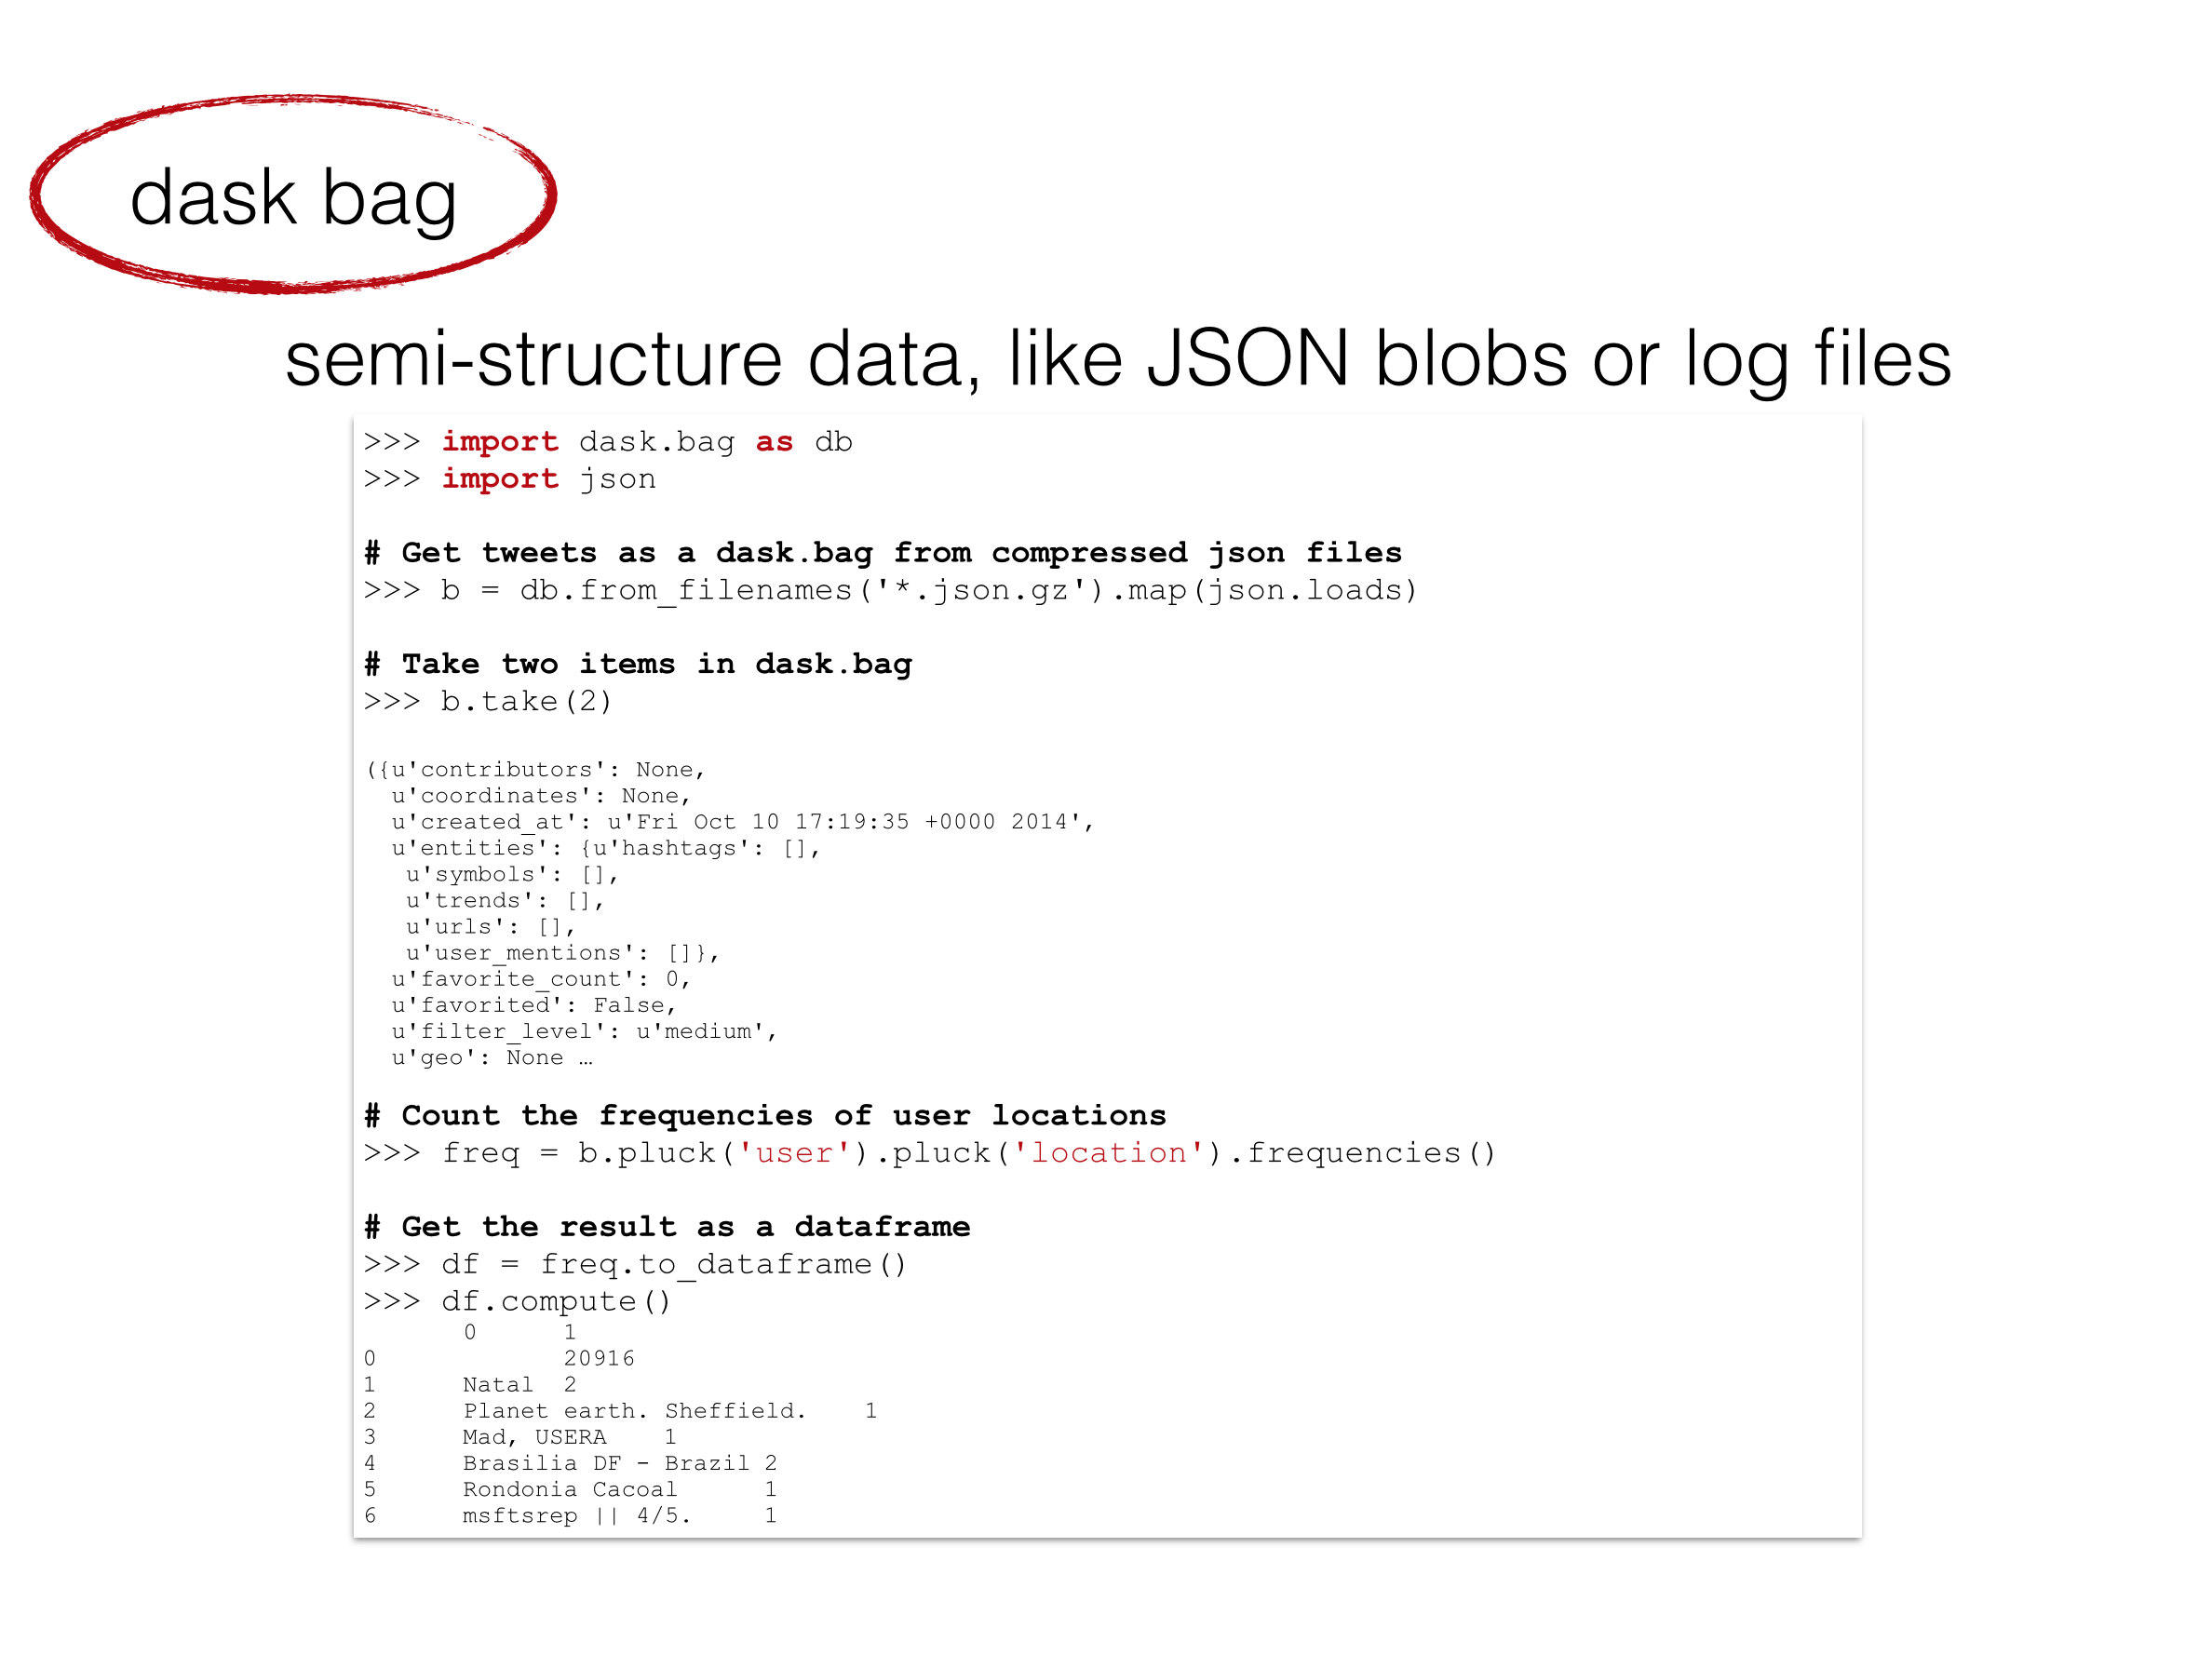 dask bag
semi-structure data, like JSON blobs or log files
>>> import dask.bag as db
>>> import json
# Get tweets as a dask.bag from compressed json files
>>> b = db.from_filenames('*.json.gz').map(json.loads)
# Take two items in dask.bag
>>> b.take(2)
({u'contributors': None,
u'coordinates': None,
u'created_at': u'Fri Oct 10 17:19:35 +0000 2014',
u'entities': {u'hashtags': [],
u'symbols': [],
u'trends': [],
u'urls': [],
u'user_mentions': []},
u'favorite_count': 0,
u'favorited': False,
u'filter_level': u'medium',
u'geo': None …
# Count the frequencies of user locations
>>> freq = b.pluck('user').pluck('location').frequencies()
# Get the result as a dataframe
>>> df = freq.to_dataframe()
>>> df.compute()
0 1
0 20916
1 Natal 2
2 Planet earth. Sheffield. 1
3 Mad, USERA 1
4 Brasilia DF - Brazil 2
5 Rondonia Cacoal 1
6 msftsrep || 4/5. 1